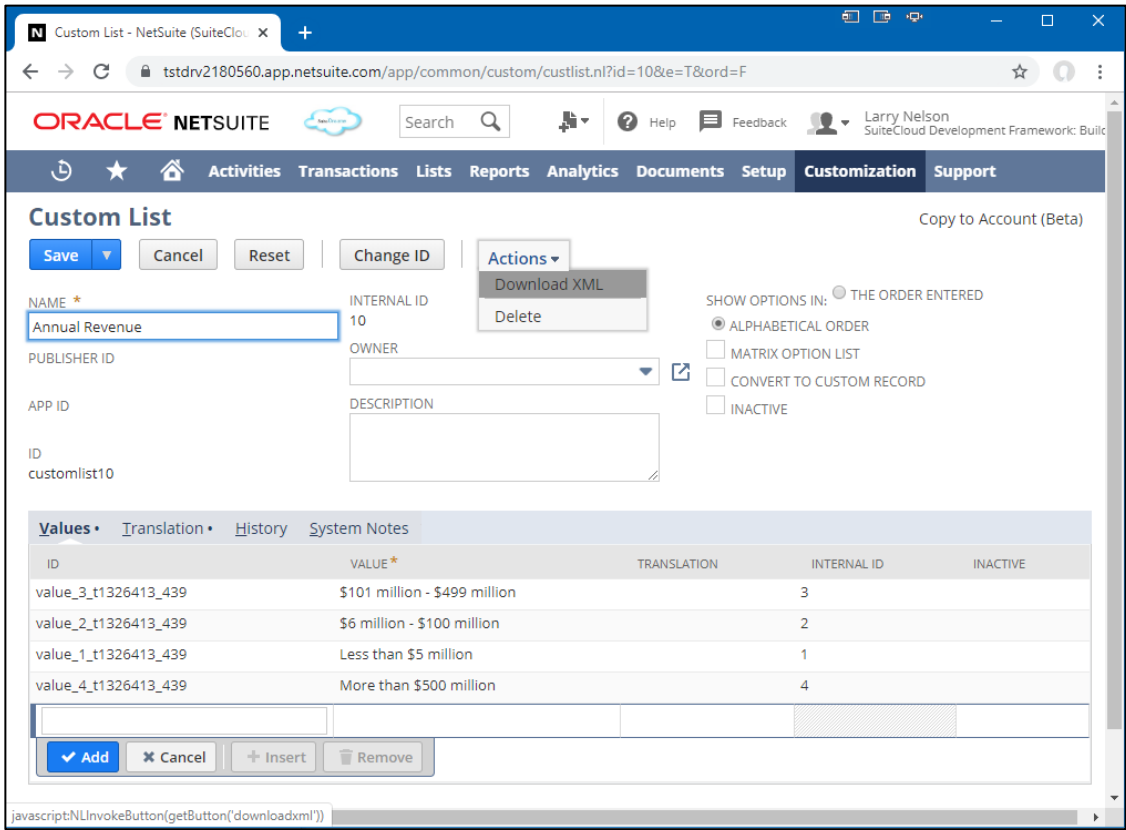 N Custom List - NetSuite (SuiteClou
tstdrv2180560.app.netsuite.com/app/common/custom/custlist.nl?id=10&e=T&ord=F
ORACLE NETSUITE
Search
Help
Feedback
Larry Nelson
SuiteCloud Development Framework: Build
Activities Transactions Lists Reports Analytics Documents Setup Customization Support
Custom List
Copy to Account (Beta)
Save Cancel Reset Change ID Actions
Download XML
Delete
NAME *
Annual Revenue
PUBLISHER ID
APP ID
ID
customlist10
INTERNAL ID
10
OWNER
DESCRIPTION
SHOW OPTIONS IN: THE ORDER ENTERED
ALPHABETICAL ORDER
MATRIX OPTION LIST
CONVERT TO CUSTOM RECORD
INACTIVE
Values • Translation • History System Notes
ID VALUE * TRANSLATION INTERNAL ID INACTIVE
value_3_t1326413_439 $101 million - $499 million 3
value_2_t1326413_439 $6 million - $100 million 2
value_1_t1326413_439 Less than $5 million 1
value_4_t1326413_439 More than $500 million 4
Add Cancel Insert Remove
javascript:NLInvokeButton(getButton('downloadxml'))